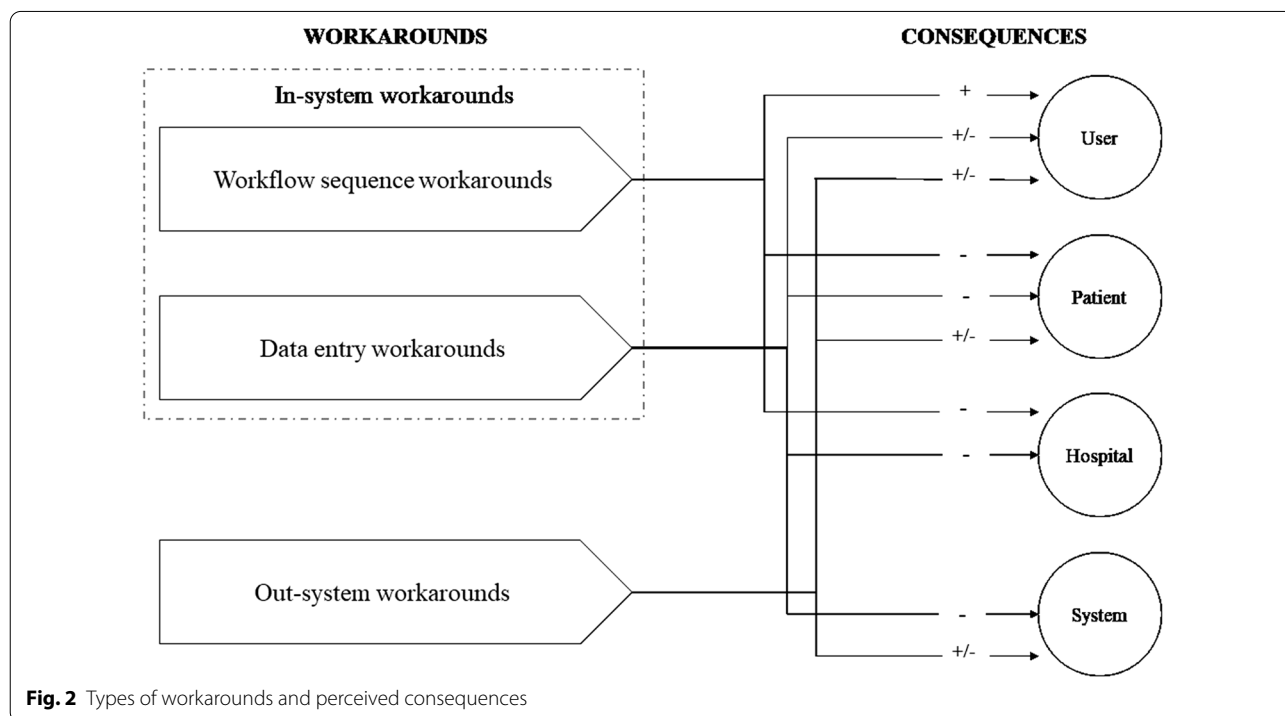 WORKAROUNDS
CONSEQUENCES
In-system workarounds
Workflow sequence workarounds
Data entry workarounds
Out-system workarounds
+
+/-
+/-
User
-
-
+/-
Patient
-
-
Hospital
-
+/-
System
Fig. 2 Types of workarounds and perceived consequences